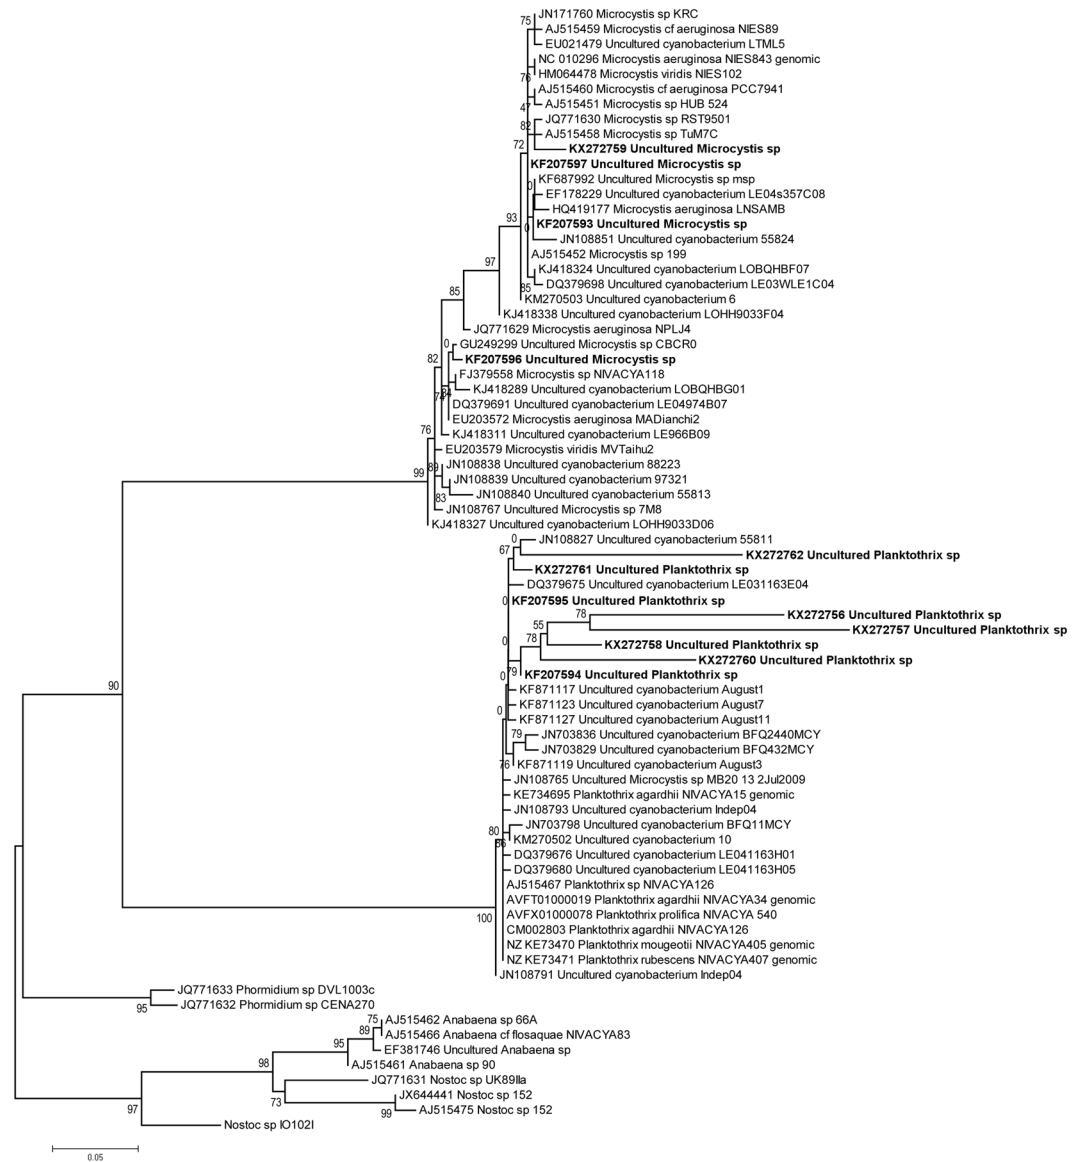 JN171760 Microcystis sp KRC
75
AJ515459 Microcystis cf aeruginosa NIES89
EU021479 Uncultured cyanobacterium LTML5
NC 010296 Microcystis aeruginosa NIES843 genomic
HM064478 Microcystis viridis NIES102
76
AJ515460 Microcystis cf aeruginosa PCC7941
AJ515451 Microcystis sp HUB 524
47
JQ771630 Microcystis sp RST9501
82
AJ515458 Microcystis sp TuM7C
72
KX272759 Uncultured Microcystis sp
KF207597 Uncultured Microcystis sp
KF687992 Uncultured Microcystis sp msp
0
EF178229 Uncultured cyanobacterium LE04s357C08
HQ419177 Microcystis aeruginosa LNSAMB
93
KF207593 Uncultured Microcystis sp
0
JN108851 Uncultured cyanobacterium 55824
AJ515452 Microcystis sp 199
97
KJ418324 Uncultured cyanobacterium LOBQHBF07
DQ379698 Uncultured cyanobacterium LE03WLE1C04
85
85
KM270503 Uncultured cyanobacterium 6
KJ418338 Uncultured cyanobacterium LOHH9033F04
JQ771629 Microcystis aeruginosa NPLJ4
0
GU249299 Uncultured Microcystis sp CBCR0
82
KF207596 Uncultured Microcystis sp
FJ379558 Microcystis sp NIVACYA118
KJ418289 Uncultured cyanobacterium LOBQHBG01
74
DQ379691 Uncultured cyanobacterium LE04974B07
EU203572 Microcystis aeruginosa MADianchi2
76
KJ418311 Uncultured cyanobacterium LE966B09
EU203579 Microcystis viridis MVTaihu2
89
JN108838 Uncultured cyanobacterium 88223
99
JN108839 Uncultured cyanobacterium 97321
83
JN108840 Uncultured cyanobacterium 55813
JN108767 Uncultured Microcystis sp 7M8
KJ418327 Uncultured cyanobacterium LOHH9033D06
0
JN108827 Uncultured cyanobacterium 55811
67
KX272762 Uncultured Planktothrix sp
KX272761 Uncultured Planktothrix sp
DQ379675 Uncultured cyanobacterium LE031163E04
0
KF207595 Uncultured Planktothrix sp
78
KX272756 Uncultured Planktothrix sp
55
KX272757 Uncultured Planktothrix sp
0
78
KX272758 Uncultured Planktothrix sp
KX272760 Uncultured Planktothrix sp
0
79
KF207594 Uncultured Planktothrix sp
90
KF871117 Uncultured cyanobacterium August1
KF871123 Uncultured cyanobacterium August7
0
KF871127 Uncultured cyanobacterium August11
79
JN703836 Uncultured cyanobacterium BFQ2440MCY
JN703829 Uncultured cyanobacterium BFQ432MCY
76
KF871119 Uncultured cyanobacterium August3
JN108765 Uncultured Microcystis sp MB20 13 2Jul2009
KE734695 Planktothrix agardhii NIVACYA15 genomic
JN108793 Uncultured cyanobacterium Indep04
JN703798 Uncultured cyanobacterium BFQ11MCY
80
KM270502 Uncultured cyanobacterium 10
DQ379676 Uncultured cyanobacterium LE041163H01
DQ379680 Uncultured cyanobacterium LE041163H05
AJ515467 Planktothrix sp NIVACYA126
AVFT01000019 Planktothrix agardhii NIVACYA34 genomic
100
AVFX01000078 Planktothrix prolifica NIVACYA 540
CM002803 Planktothrix agardhii NIVACYA126
NZ KE73470 Planktothrix mougeotii NIVACYA405 genomic
NZ KE73471 Planktothrix rubescens NIVACYA407 genomic
JN108791 Uncultured cyanobacterium Indep04
JQ771633 Phormidium sp DVL1003c
95
JQ771632 Phormidium sp CENA270
75
AJ515462 Anabaena sp 66A
89
AJ515466 Anabaena cf flosaquae NIVACYA83
95
EF381746 Uncultured Anabaena sp
98
AJ515461 Anabaena sp 90
JQ771631 Nostoc sp UK89IIa
73
JX644441 Nostoc sp 152
97
99
AJ515475 Nostoc sp 152
Nostoc sp IO102I
0.05